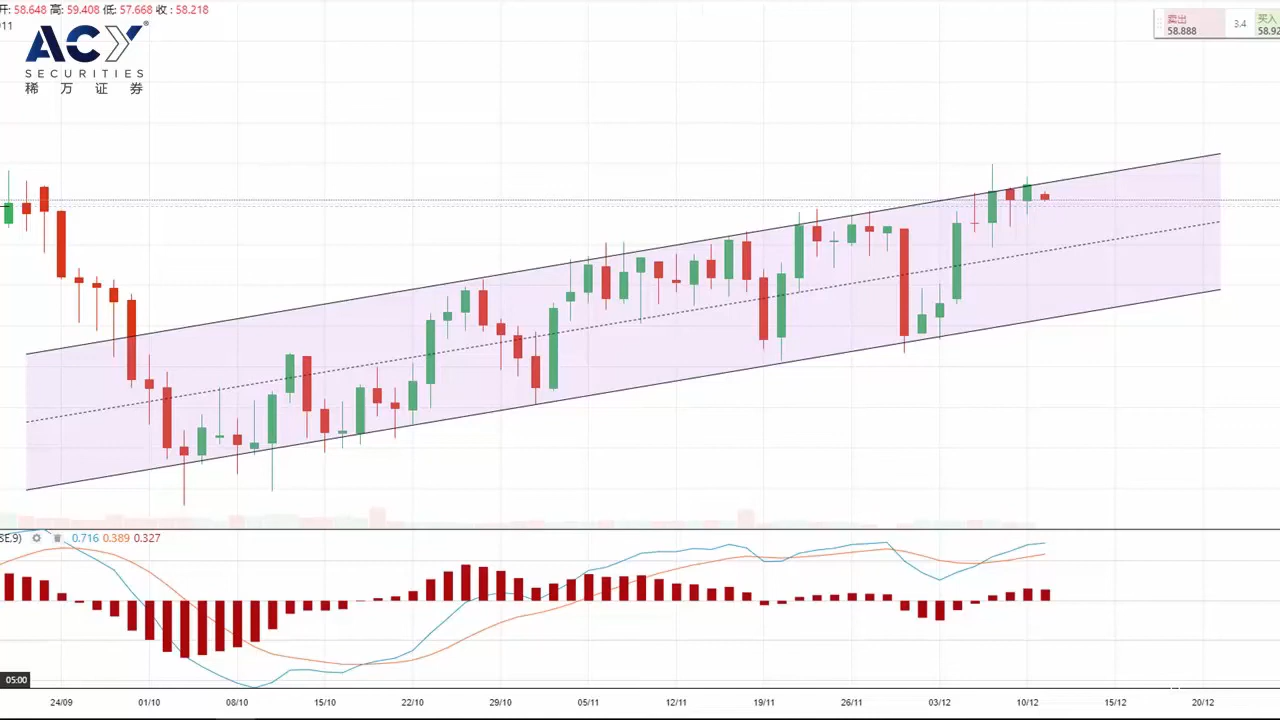 开: 58.648 高: 59.408 低: 57.668 收 : 58.218
11
ACY
SECURITIES
稀万证券
卖出
58.888
3.4
买入
58.92
SE,9) 0.716 0.389 0.327
05:00
24/09 01/10 08/10 15/10 22/10 29/10 05/11 12/11 19/11 26/11 03/12 10/12 15/12 20/12